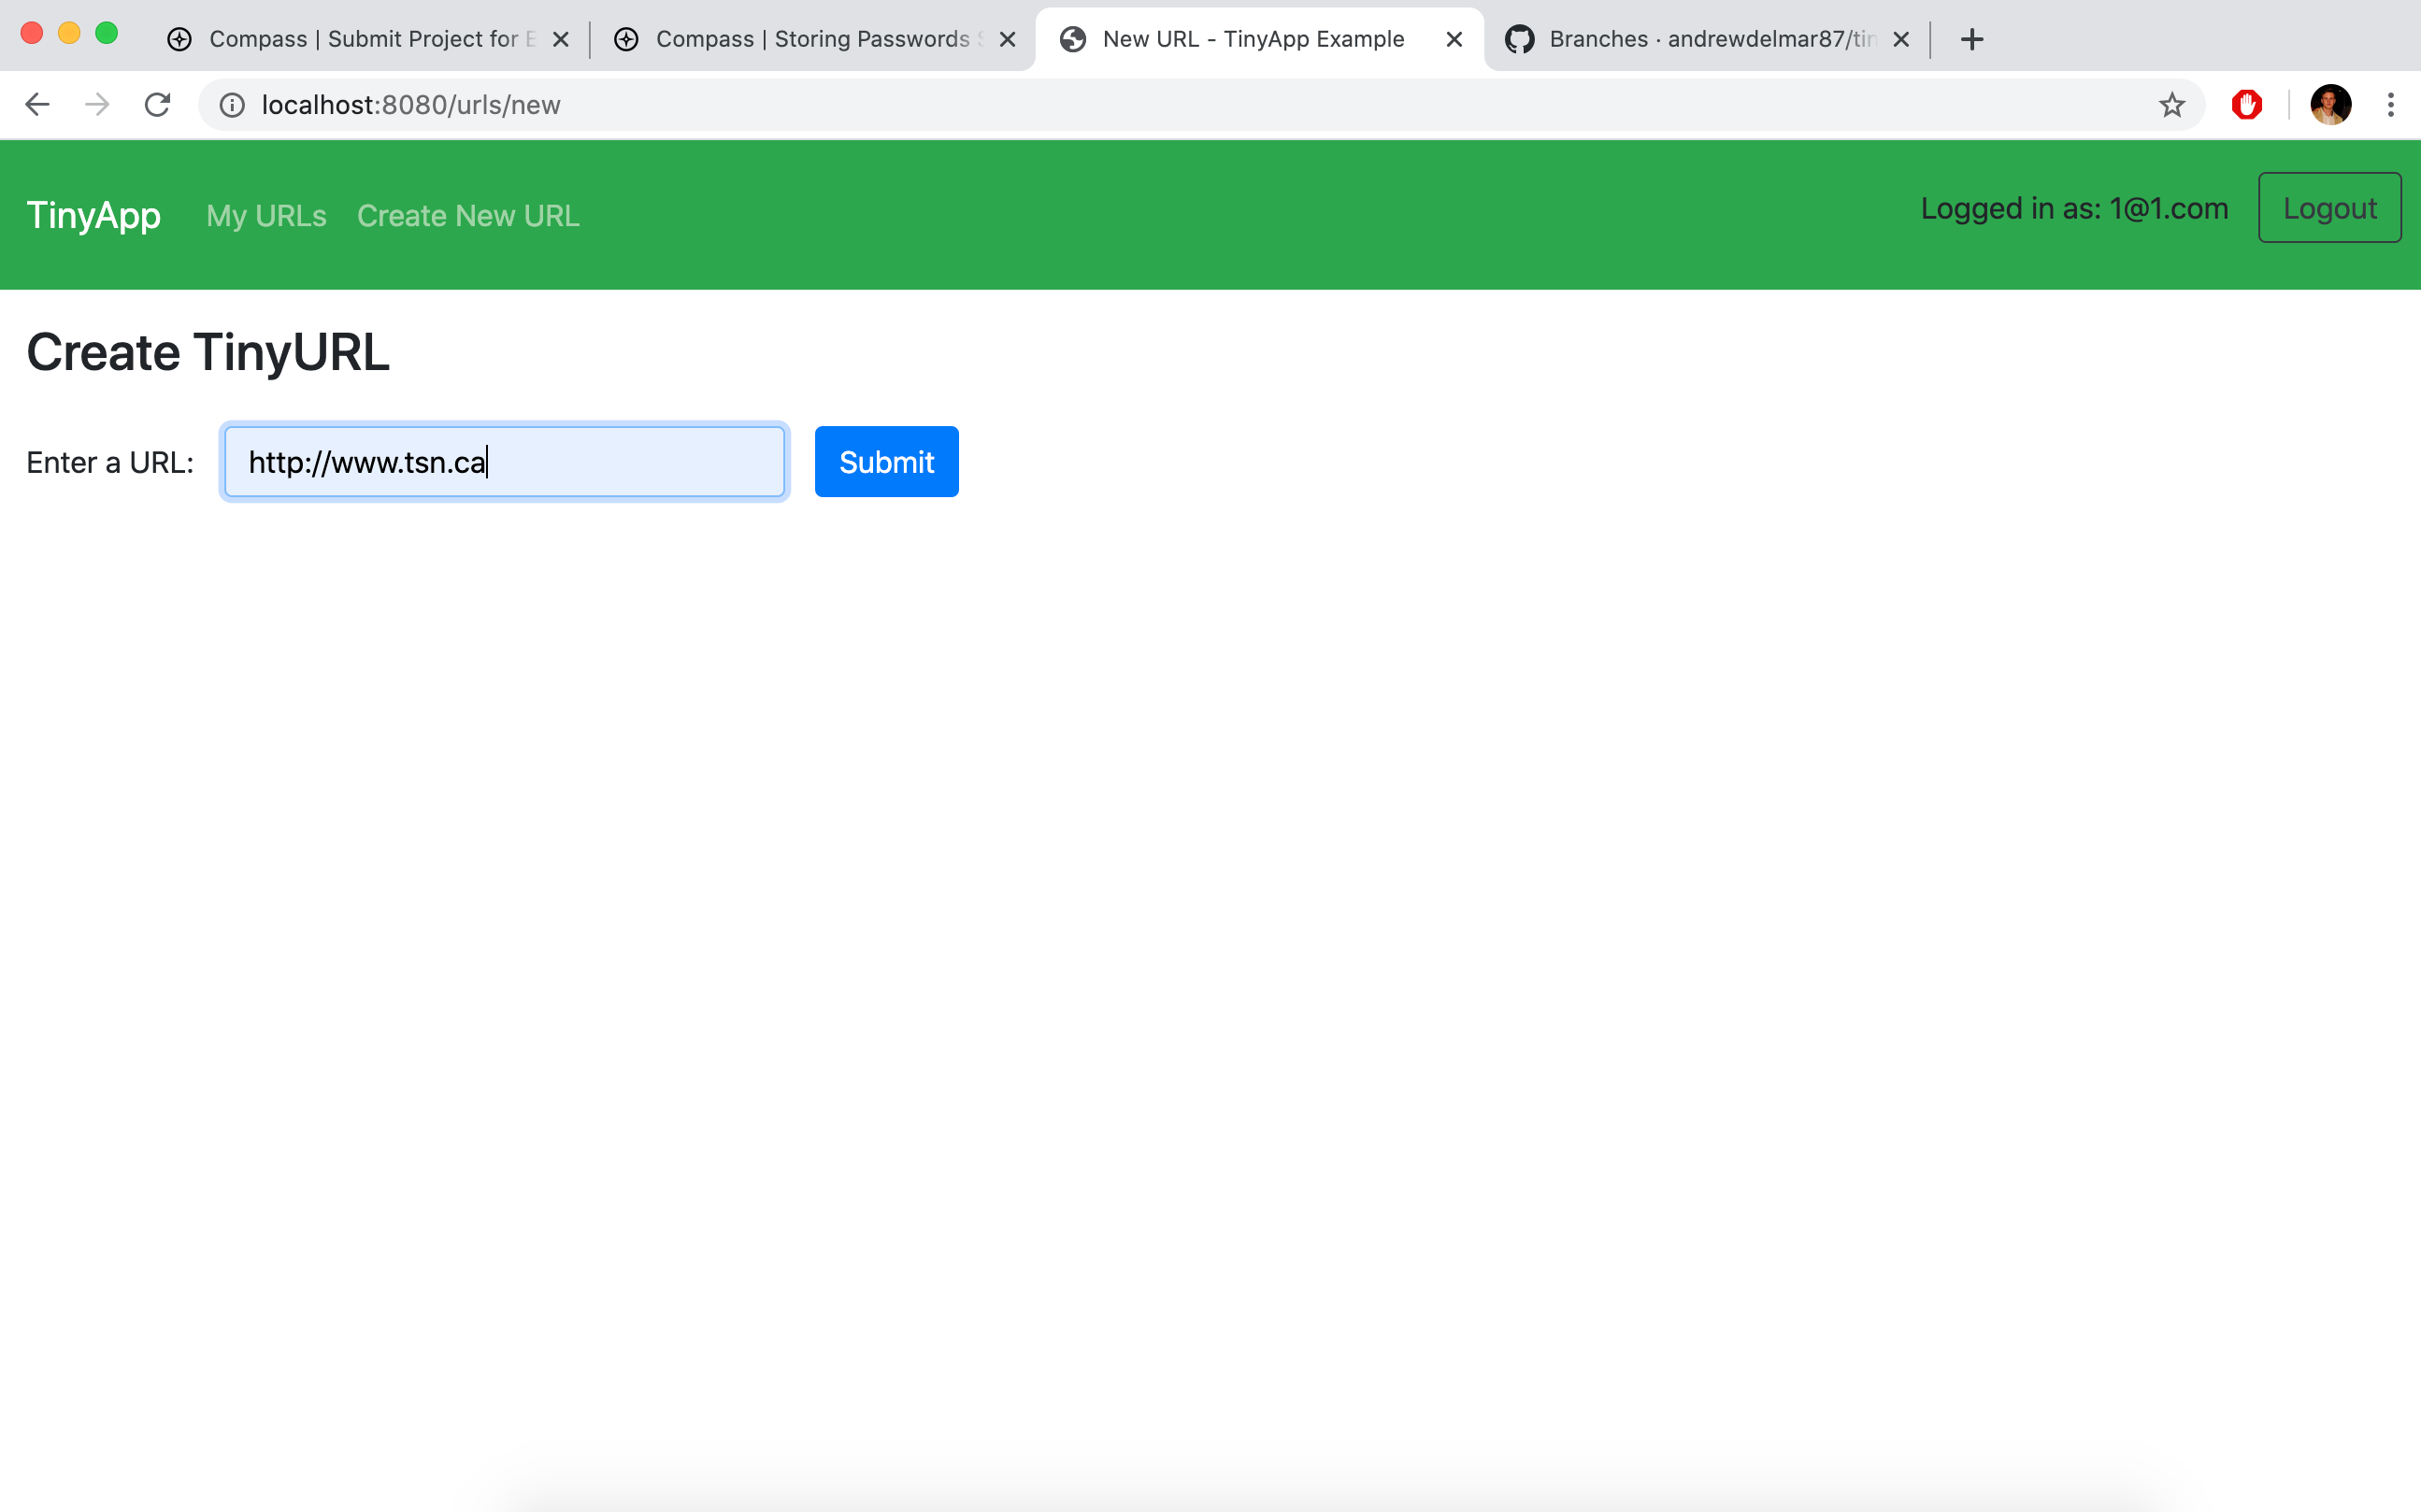 Compass | Submit Project for E
Compass | Storing Passwords
New URL - TinyApp Example
Branches · andrewdelmar87/tin
localhost:8080/urls/new
TinyApp
My URLs
Create New URL
Logged in as: 1@1.com
Logout
Create TinyURL
Enter a URL:
http://www.tsn.ca
Submit